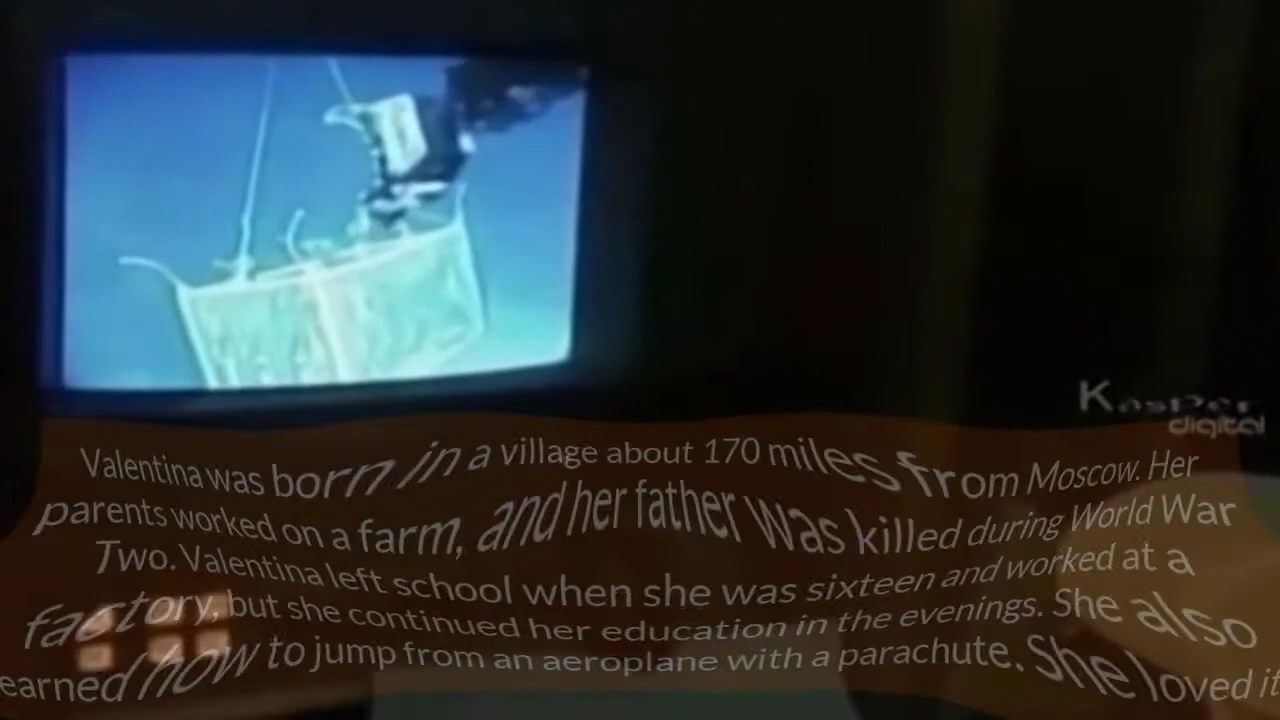 Kasper
digital
Valentina was born in a village about 170 miles from Moscow. Her
parents worked on a farm, and her father was killed during World War
Two. Valentina left school when she was sixteen and worked at a
factory, but she continued her education in the evenings. She also
earned how to jump from an aeroplane with a parachute. She loved it